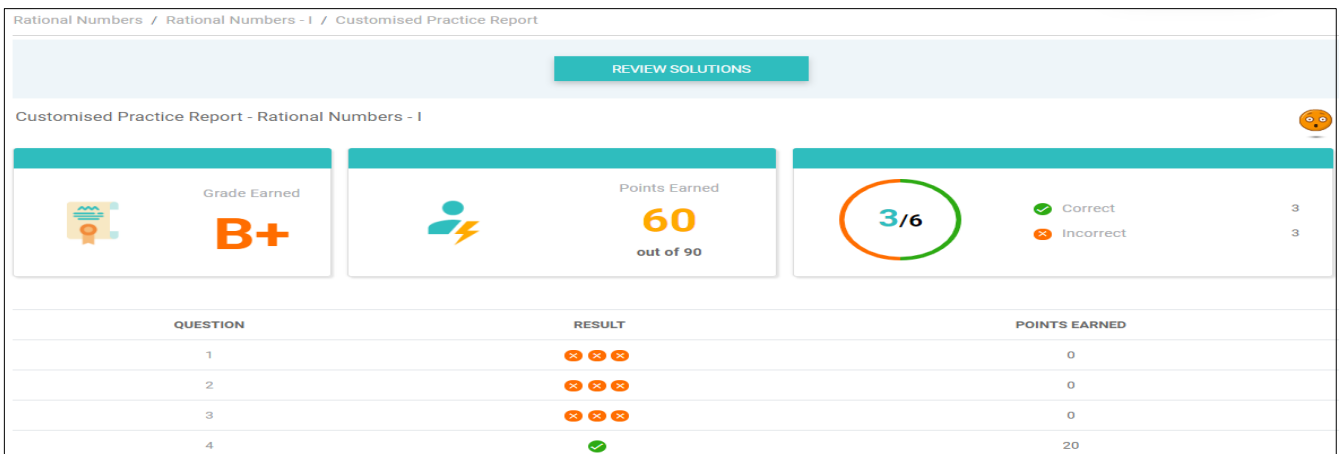 Rational Numbers / Rational Numbers - I / Customised Practice Report
REVIEW SOLUTIONS
Customised Practice Report - Rational Numbers - I
Grade Earned
B+
Points Earned
60
out of 90
3/6
Correct 3
Incorrect 3
QUESTION RESULT POINTS EARNED
1 0
2 0
3 0
4 20